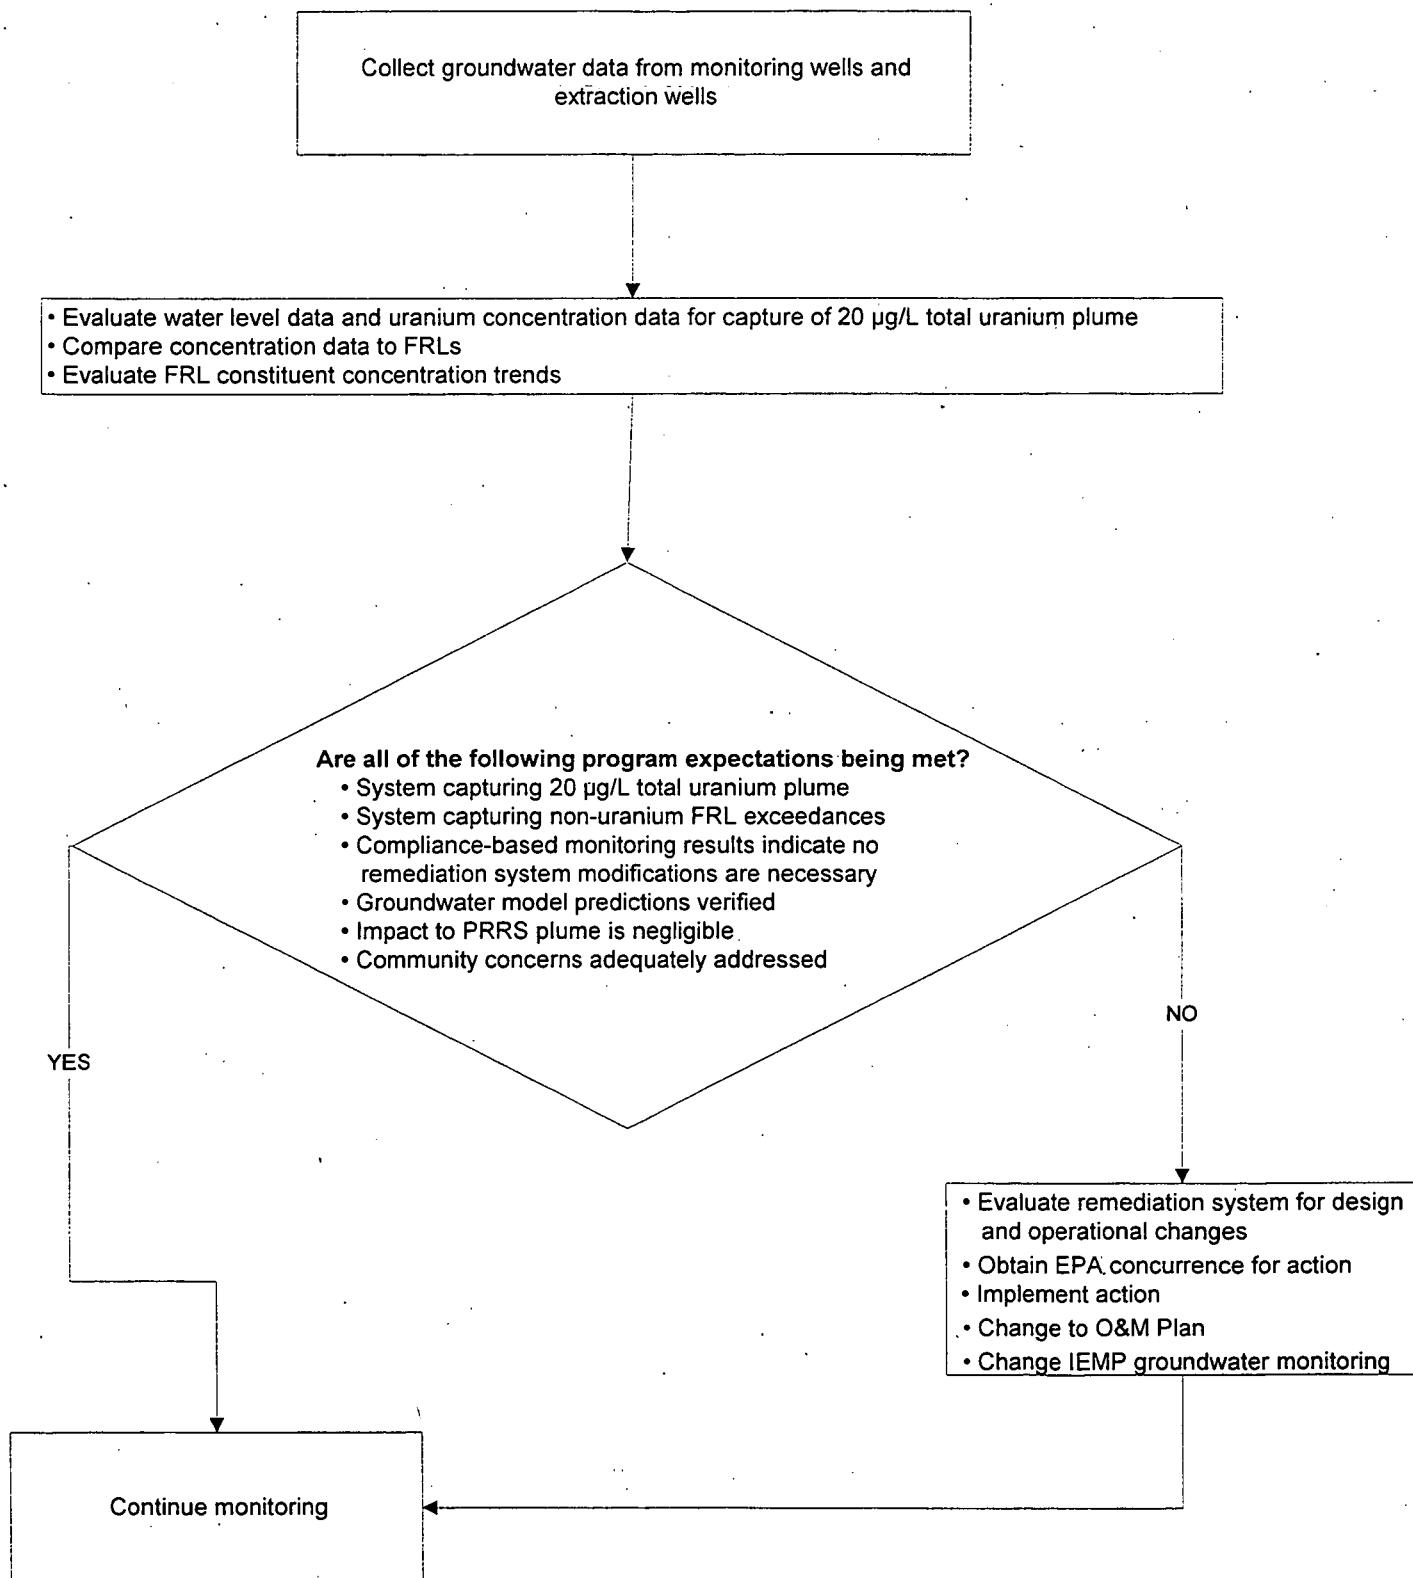 Collect groundwater data from monitoring wells and
extraction wells
• Evaluate water level data and uranium concentration data for capture of 20 µg/L total uranium plume
• Compare concentration data to FRLs
• Evaluate FRL constituent concentration trends
Are all of the following program expectations being met?
• System capturing 20 µg/L total uranium plume
• System capturing non-uranium FRL exceedances
• Compliance-based monitoring results indicate no
remediation system modifications are necessary
• Groundwater model predictions verified
• Impact to PRRS plume is negligible
• Community concerns adequately addressed
NO
YES
• Evaluate remediation system for design
and operational changes
• Obtain EPA concurrence for action
• Implement action
• Change to O&M Plan
• Change IEMP groundwater monitoring
Continue monitoring